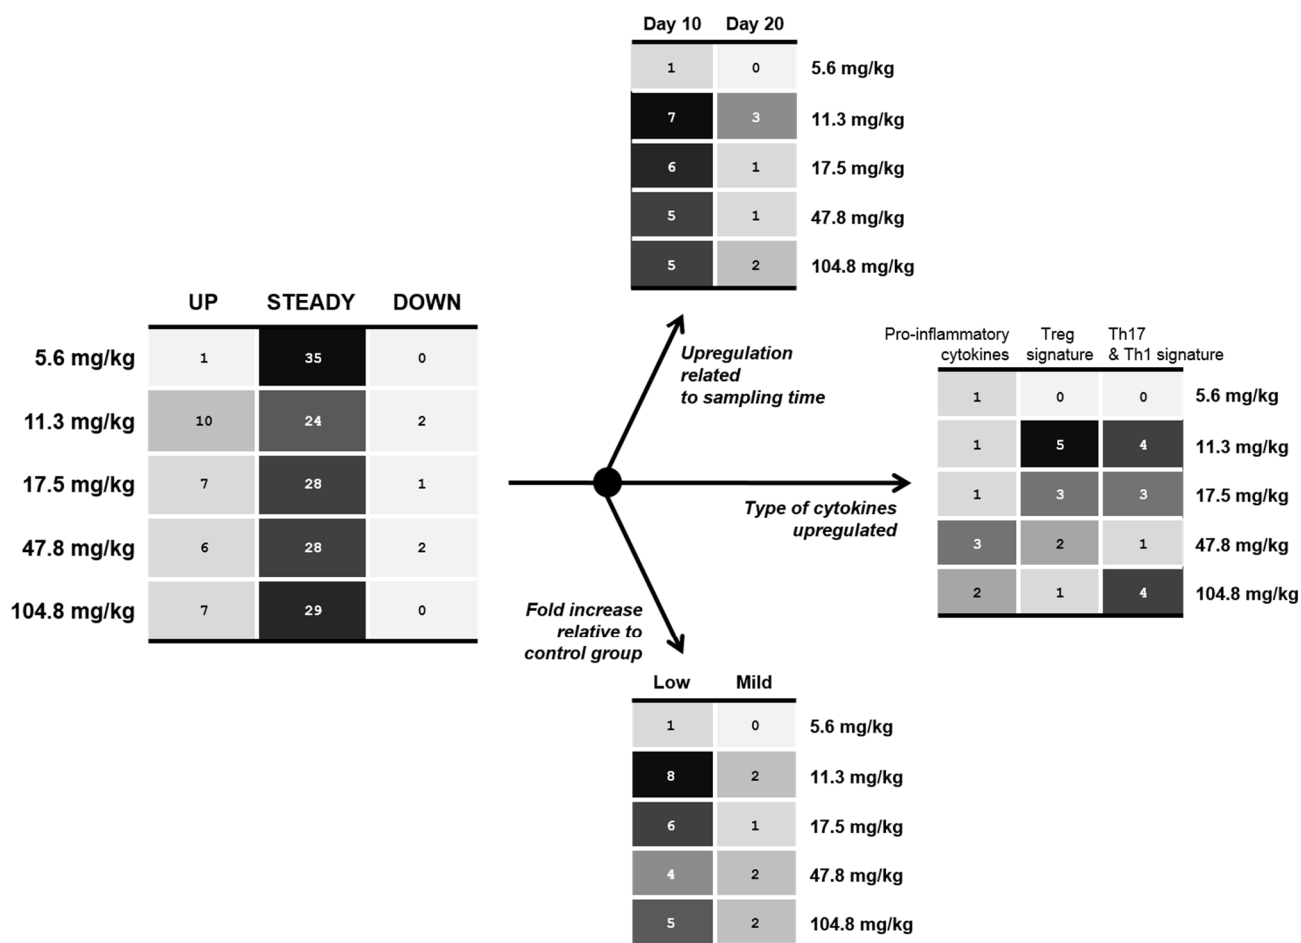 Day 10 Day 20
1 0 5.6 mg/kg
7 3 11.3 mg/kg
6 1 17.5 mg/kg
5 1 47.8 mg/kg
5 2 104.8 mg/kg
UP STEADY DOWN
5.6 mg/kg 1 35 0
11.3 mg/kg 10 24 2
17.5 mg/kg 7 28 1
47.8 mg/kg 6 28 2
104.8 mg/kg 7 29 0
Upregulation
related
to sampling time
Pro-inflammatory Treg Th17
cytokines signature & Th1 signature
1 0 0 5.6 mg/kg
1 5 4 11.3 mg/kg
1 3 3 17.5 mg/kg
3 2 1 47.8 mg/kg
2 1 4 104.8 mg/kg
Type of cytokines
upregulated
Fold increase
relative to
control group
Low Mild
1 0 5.6 mg/kg
8 2 11.3 mg/kg
6 1 17.5 mg/kg
4 2 47.8 mg/kg
5 2 104.8 mg/kg